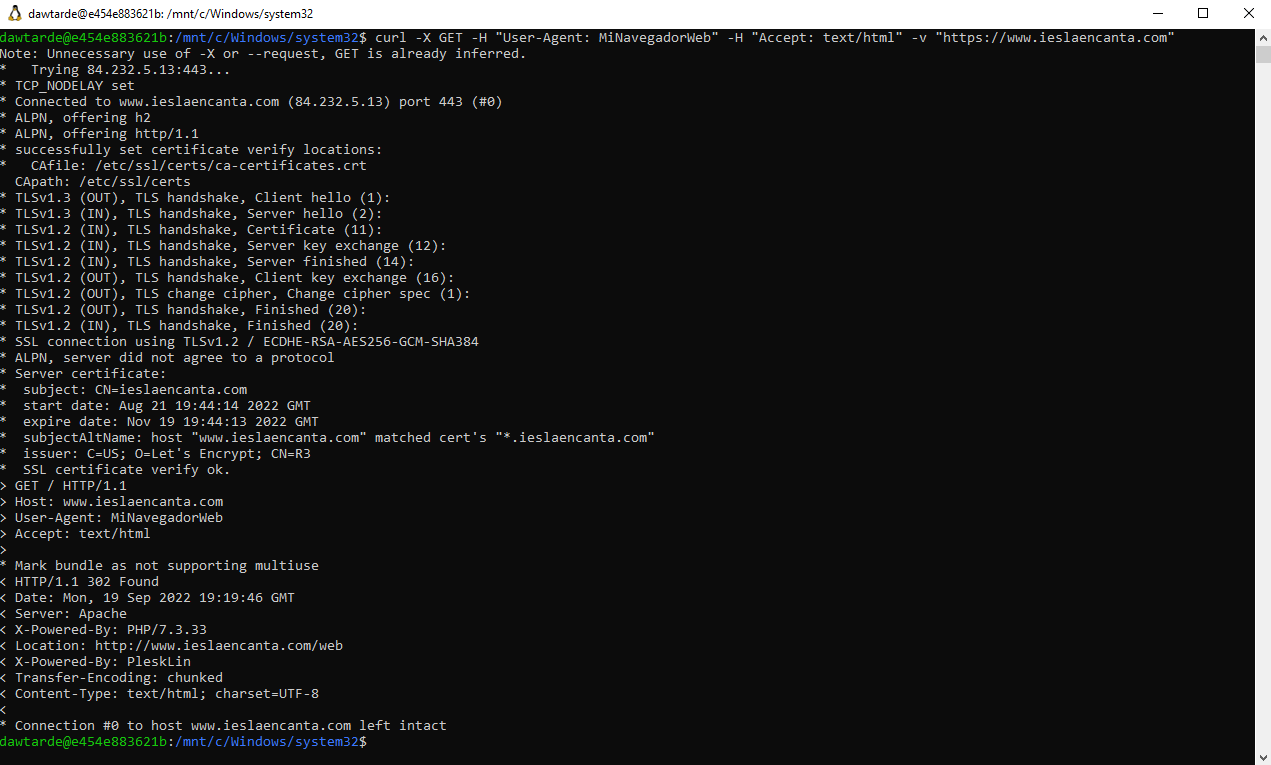 dawtarde@e454e883621b: /mnt/c/Windows/system32
dawtarde@e454e883621b:/mnt/c/Windows/system32$ curl -X GET -H "User-Agent: MiNavegadorWeb" -H "Accept: text/html" -v "https://www.ieslaencanta.com"
Note: Unnecessary use of -X or --request, GET is already inferred.
*   Trying 84.232.5.13:443...
* TCP_NODELAY set
* Connected to www.ieslaencanta.com (84.232.5.13) port 443 (#0)
* ALPN, offering h2
* ALPN, offering http/1.1
* successfully set certificate verify locations:
*   CAfile: /etc/ssl/certs/ca-certificates.crt
  CApath: /etc/ssl/certs
* TLSv1.3 (OUT), TLS handshake, Client hello (1):
* TLSv1.3 (IN), TLS handshake, Server hello (2):
* TLSv1.2 (IN), TLS handshake, Certificate (11):
* TLSv1.2 (IN), TLS handshake, Server key exchange (12):
* TLSv1.2 (IN), TLS handshake, Server finished (14):
* TLSv1.2 (OUT), TLS handshake, Client key exchange (16):
* TLSv1.2 (OUT), TLS change cipher, Change cipher spec (1):
* TLSv1.2 (OUT), TLS handshake, Finished (20):
* TLSv1.2 (IN), TLS handshake, Finished (20):
* SSL connection using TLSv1.2 / ECDHE-RSA-AES256-GCM-SHA384
* ALPN, server did not agree to a protocol
* Server certificate:
*  subject: CN=ieslaencanta.com
*  start date: Aug 21 19:44:14 2022 GMT
*  expire date: Nov 19 19:44:13 2022 GMT
*  subjectAltName: host "www.ieslaencanta.com" matched cert's "*.ieslaencanta.com"
*  issuer: C=US; O=Let's Encrypt; CN=R3
*  SSL certificate verify ok.
> GET / HTTP/1.1
> Host: www.ieslaencanta.com
> User-Agent: MiNavegadorWeb
> Accept: text/html
>
* Mark bundle as not supporting multiuse
< HTTP/1.1 302 Found
< Date: Mon, 19 Sep 2022 19:19:46 GMT
< Server: Apache
< X-Powered-By: PHP/7.3.33
< Location: http://www.ieslaencanta.com/web
< X-Powered-By: PleskLin
< Transfer-Encoding: chunked
< Content-Type: text/html; charset=UTF-8
<
* Connection #0 to host www.ieslaencanta.com left intact
dawtarde@e454e883621b:/mnt/c/Windows/system32$